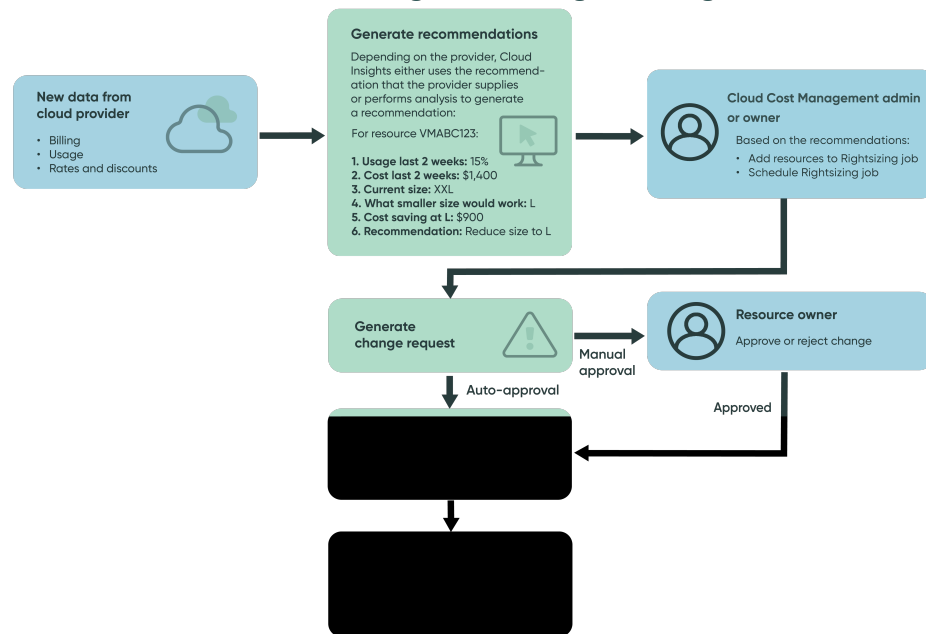 New data from
cloud provider
• Billing
• Usage
• Rates and discounts
Generate recommendations
Depending on the provider, Cloud
Insights either uses the recommend-
ation that the provider supplies
or performs analysis to generate
a recommendation:
For resource VMABC123:
1. Usage last 2 weeks: 15%
2. Cost last 2 weeks: $1,400
3. Current size: XXL
4. What smaller size would work: L
5. Cost saving at L: $900
6. Recommendation: Reduce size to L
Cloud Cost Management admin
or owner
Based on the recommendations:
• Add resources to Rightsizing job
• Schedule Rightsizing job
Generate
change request
Manual
approval
Resource owner
Approve or reject change
Auto-approval
Approved